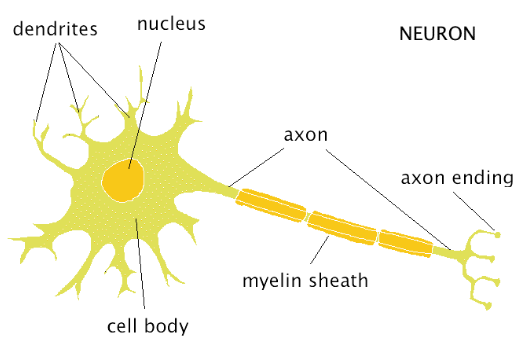 nucleus
dendrites
NEURON
axon
axon ending
myelin sheath
cell body